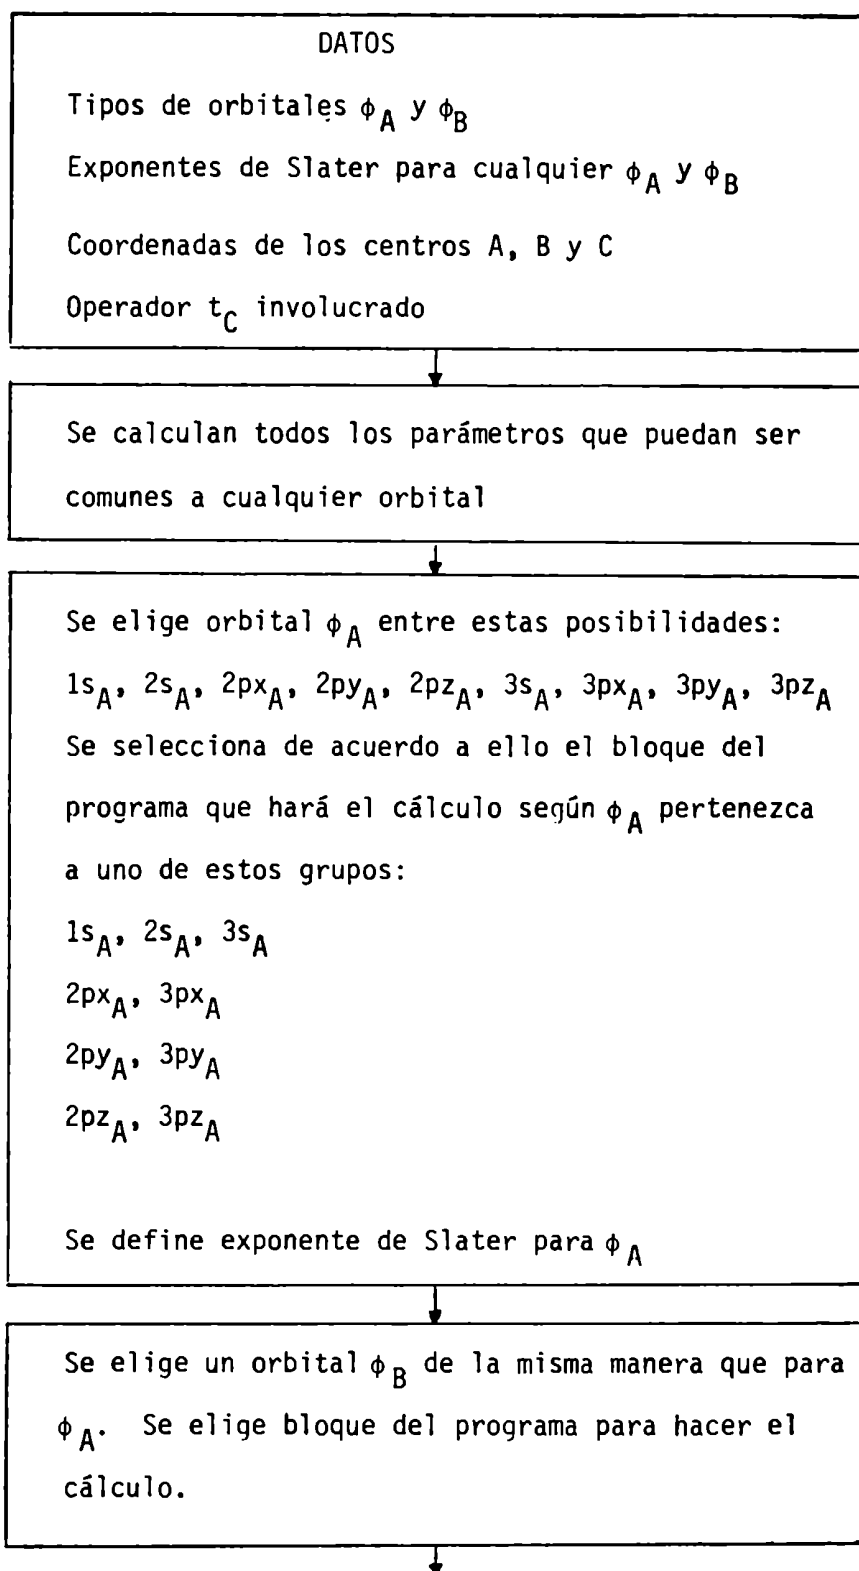 DATOS
Tipos de orbitales ϕA y ϕB
Exponentes de Slater para cualquier ϕA y ϕB
Coordenadas de los centros A, B y C
Operador tC involucrado
Se calculan todos los parámetros que puedan ser
comunes a cualquier orbital
Se elige orbital ϕA entre estas posibilidades:
1sA, 2sA, 2pxA, 2pyA, 2pzA, 3sA, 3pxA, 3pyA, 3pzA
Se selecciona de acuerdo a ello el bloque del
programa que hará el cálculo según ϕA pertenezca
a uno de estos grupos:
1sA, 2sA, 3sA
2pxA, 3pxA
2pyA, 3pyA
2pzA, 3pzA
Se define exponente de Slater para ϕA
Se elige un orbital ϕB de la misma manera que para
ϕA. Se elige bloque del programa para hacer el
cálculo.